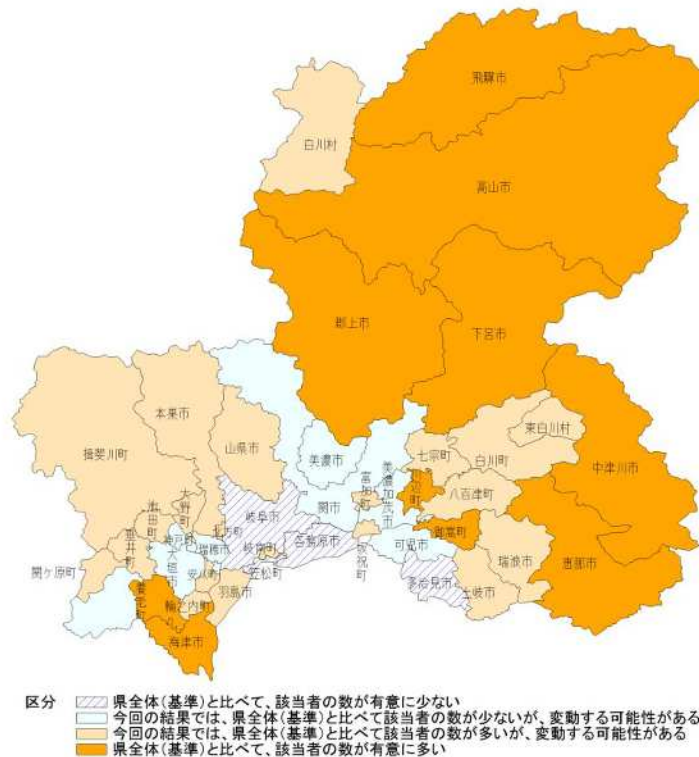 飛騨市
白川村
高山市
郡上市
下呂市
本巣市
揖斐川町
山県市
美濃市
美濃加茂市
七宗町
白川町
東白川村
中津川市
関市
富加町
川辺町
八百津町
大野町
池田町
岐阜市
北方町
各務原市
坂祝町
御嵩町
可児市
瑞浪市
恵那市
神戸町
垂井町
大垣市
瑞穂市
岐南町
笠松町
関ケ原町
安八町
多治見市
土岐市
羽島市
養老町
輪之内町
海津市
区分
県全体(基準)と比べて、該当者の数が有意に少ない
今回の結果では、県全体(基準)と比べて該当者の数が少ないが、変動する可能性がある
今回の結果では、県全体(基準)と比べて該当者の数が多いが、変動する可能性がある
県全体(基準)と比べて、該当者の数が有意に多い